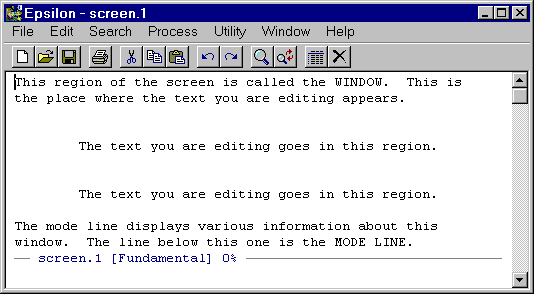 Epsilon - screen.1
File Edit Search Process Utility Window Help
This region of the screen is called the WINDOW.  This is
the place where the text you are editing appears.
The text you are editing goes in this region.
The text you are editing goes in this region.
The mode line displays various information about this
window.  The line below this one is the MODE LINE.
screen.1 [Fundamental] 0%